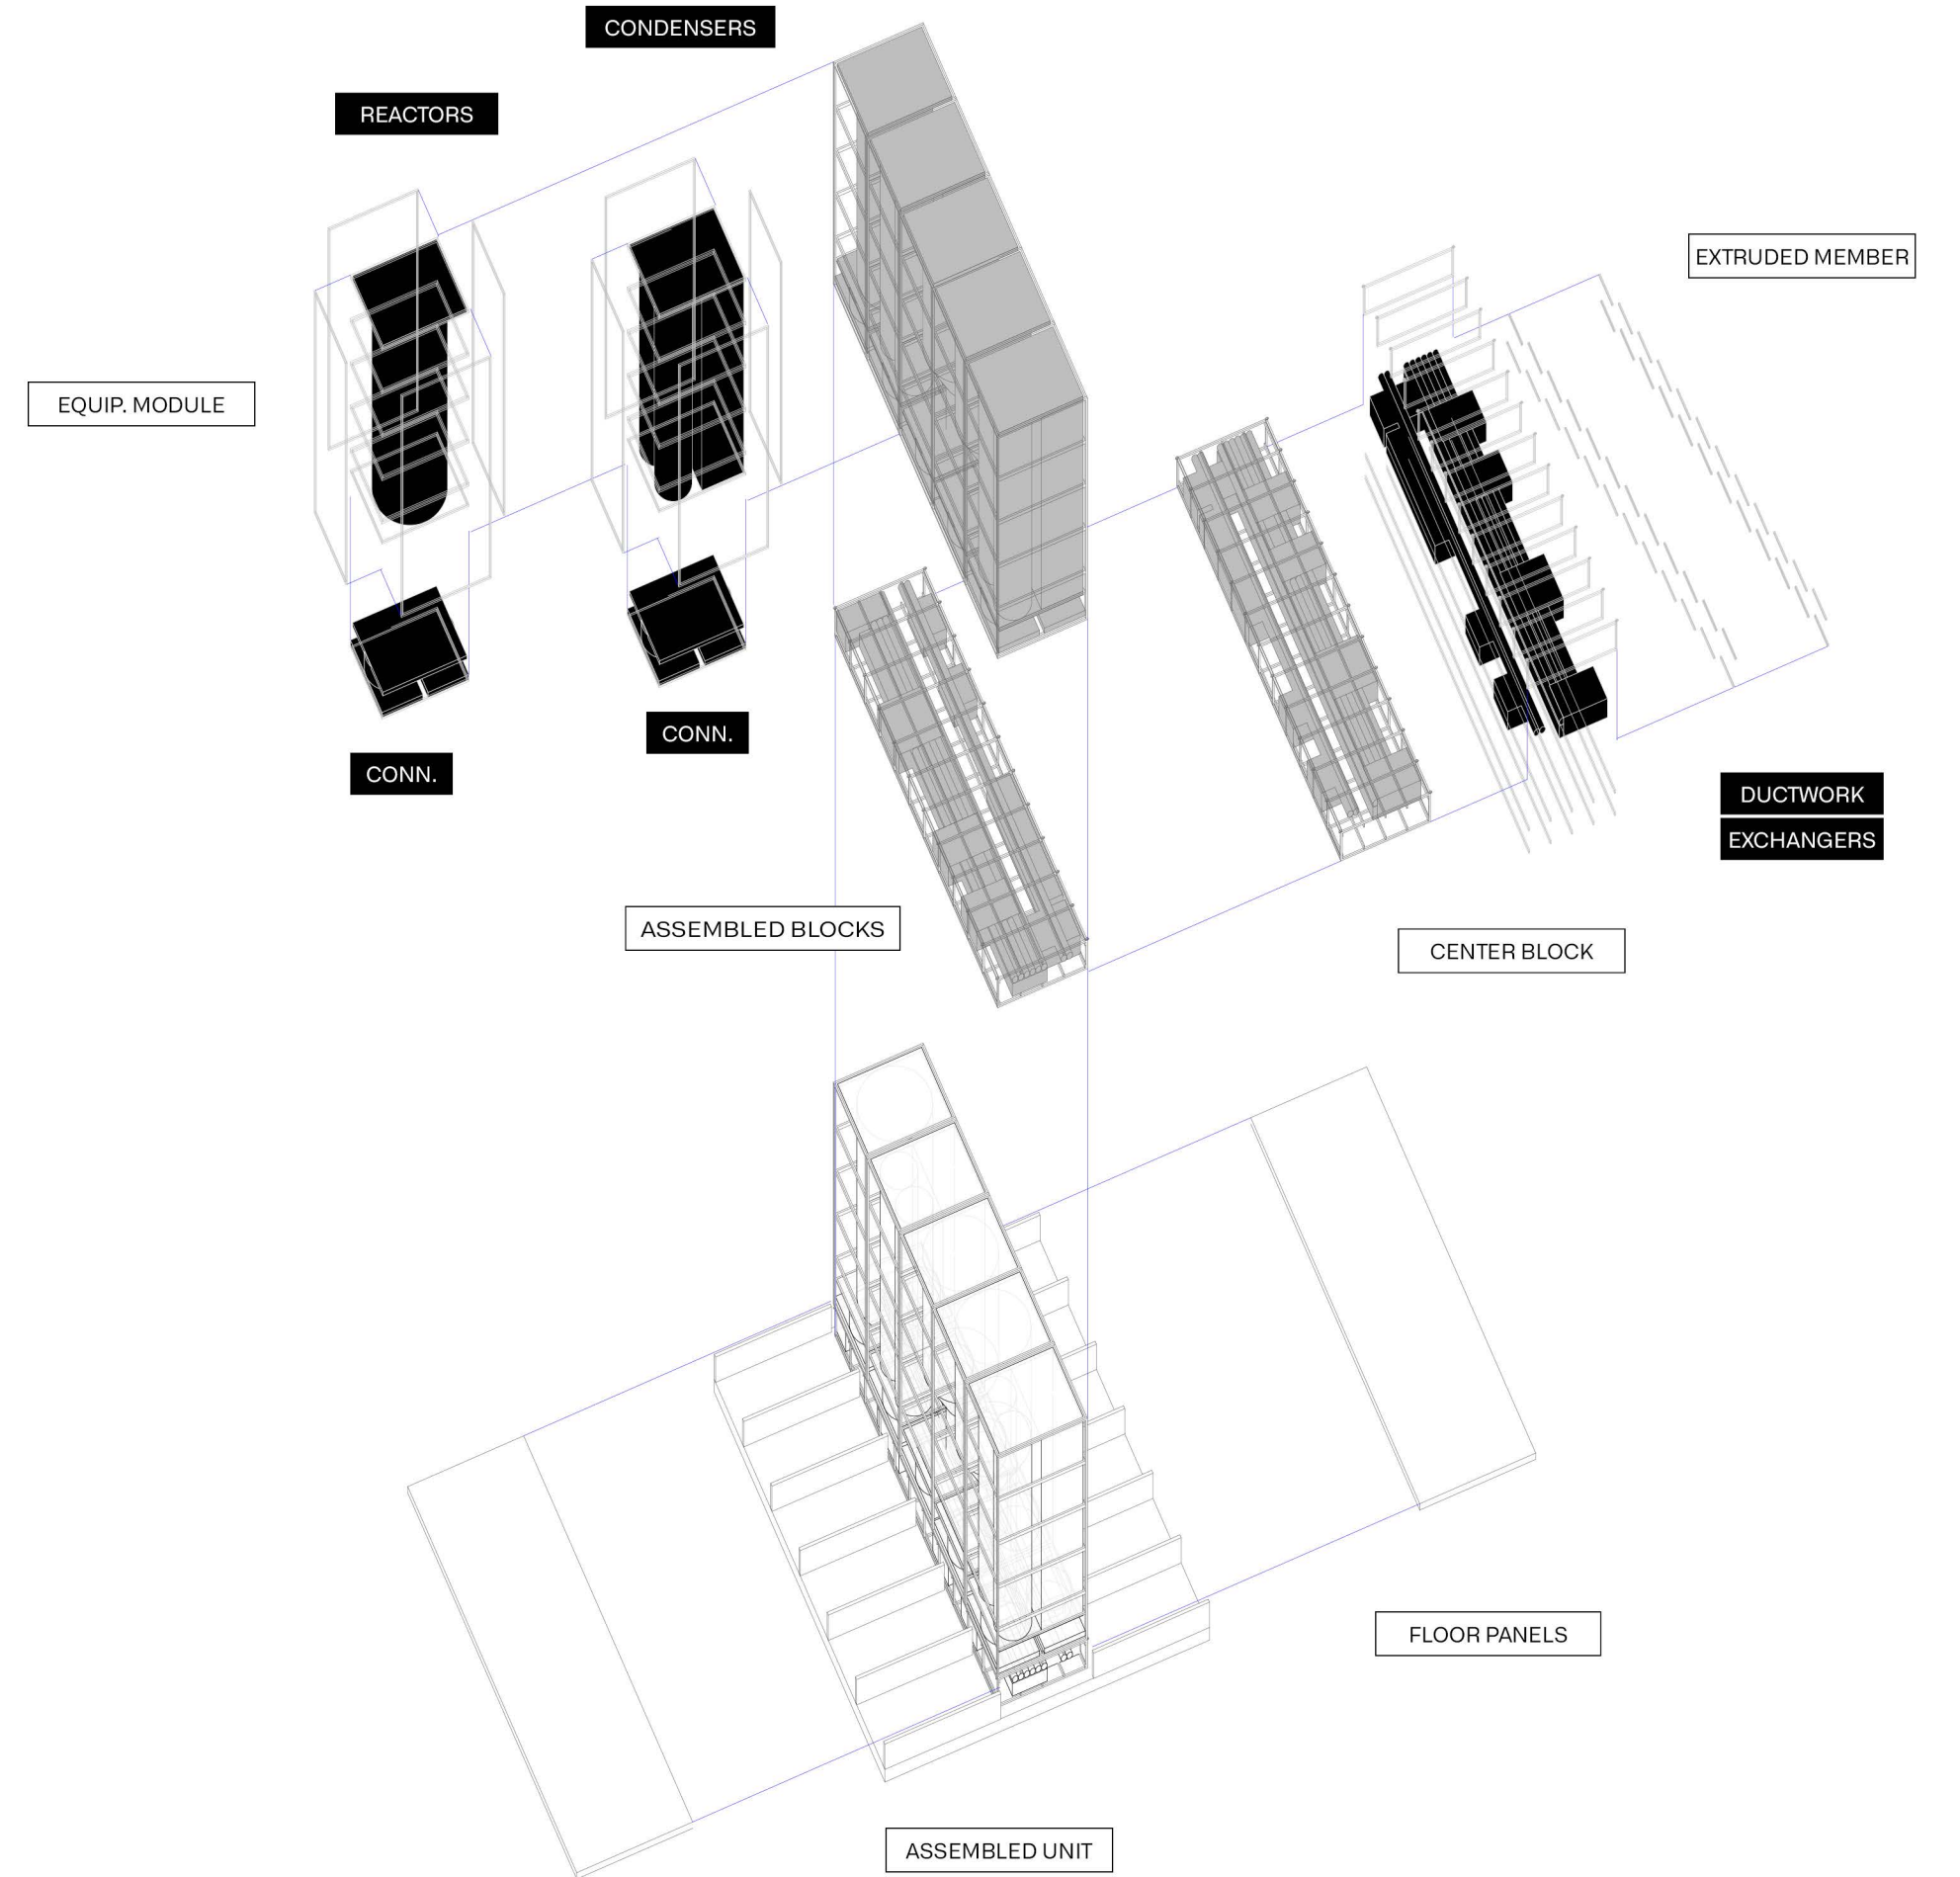 CONDENSERS
REACTORS
EXTRUDED MEMBER
EQUIP. MODULE
CONN.
CONN.
DUCTWORK
EXCHANGERS
ASSEMBLED BLOCKS
CENTER BLOCK
FLOOR PANELS
ASSEMBLED UNIT